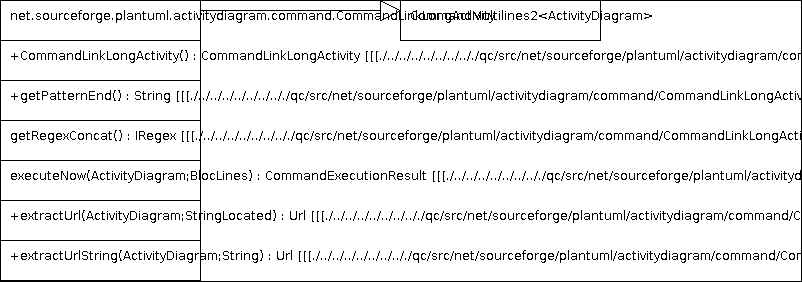 net.sourceforge.plantuml.activitydiagram.command.CommandLinkLongActivity
CommandMultilines2<ActivityDiagram>
+CommandLinkLongActivity() : CommandLinkLongActivity [[[./../../../../../../../../qc/src/net/sourceforge/plantuml/activitydiagram/com
+getPatternEnd() : String [[[./../../../../../../../../qc/src/net/sourceforge/plantuml/activitydiagram/command/CommandLinkLongActiv
getRegexConcat() : IRegex [[[./../../../../../../../../qc/src/net/sourceforge/plantuml/activitydiagram/command/CommandLinkLongActi
executeNow(ActivityDiagram;BlocLines) : CommandExecutionResult [[[./../../../../../../../../qc/src/net/sourceforge/plantuml/activityd
+extractUrl(ActivityDiagram;StringLocated) : Url [[[./../../../../../../../../qc/src/net/sourceforge/plantuml/activitydiagram/command/C
+extractUrlString(ActivityDiagram;String) : Url [[[./../../../../../../../../qc/src/net/sourceforge/plantuml/activitydiagram/command/Com